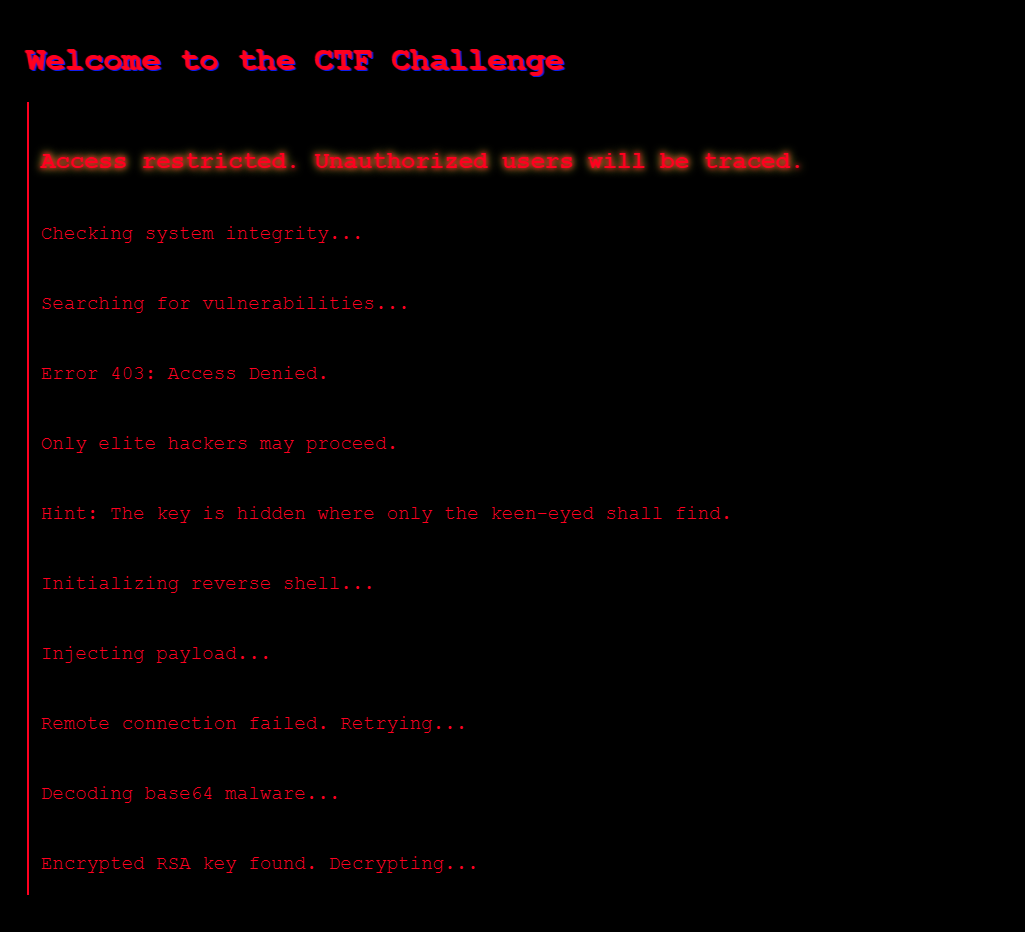 Welcome to the CTF Challenge
Access restricted. Unauthorized users will be traced.
Checking system integrity...
Searching for vulnerabilities...
Error 403: Access Denied.
Only elite hackers may proceed.
Hint: The key is hidden where only the keen-eyed shall find.
Initializing reverse shell...
Injecting payload...
Remote connection failed. Retrying...
Decoding base64 malware...
Encrypted RSA key found. Decrypting...